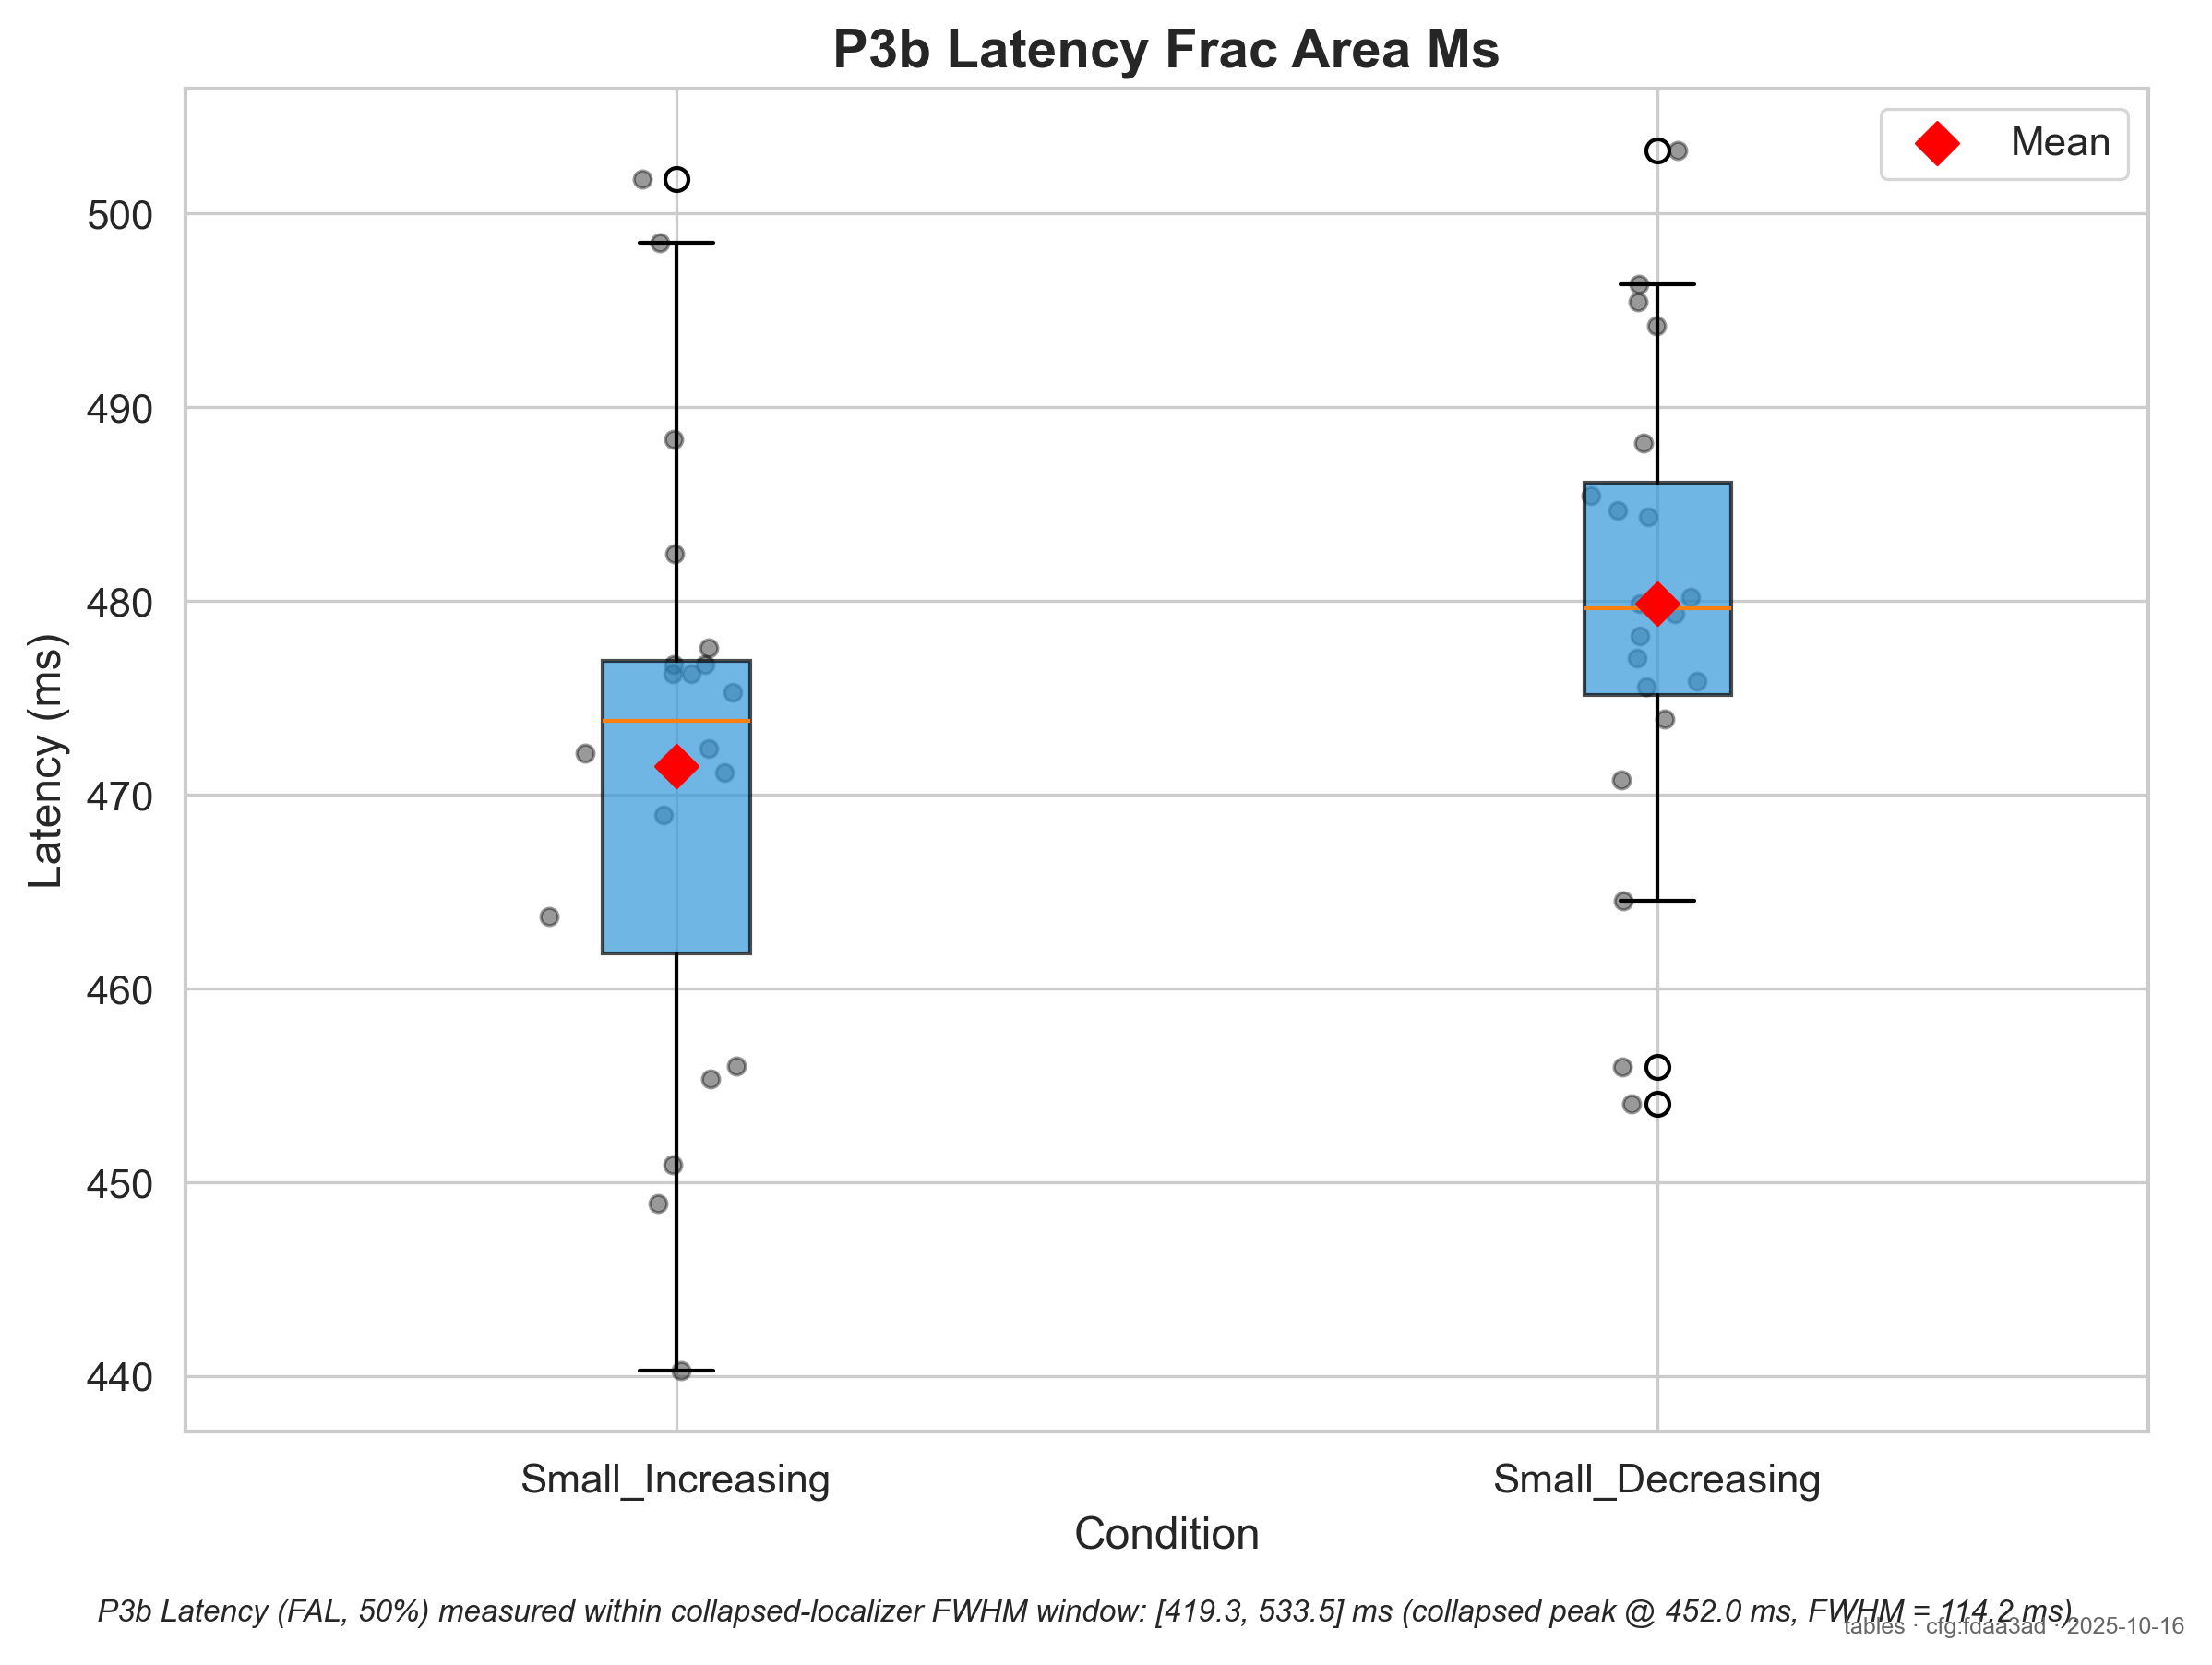 P3b Latency Frac Area Ms
Mean
500
490
480
470
460
450
440
Latency (ms)
Small_Increasing
Small_Decreasing
Condition
P3b Latency (FAL, 50%) measured within collapsed-localizer FWHM window: [419.3, 533.5] ms (collapsed peak @ 452.0 ms, FWHM = 114.2 ms).
tables · cfg:fdaa3ad · 2025-10-16